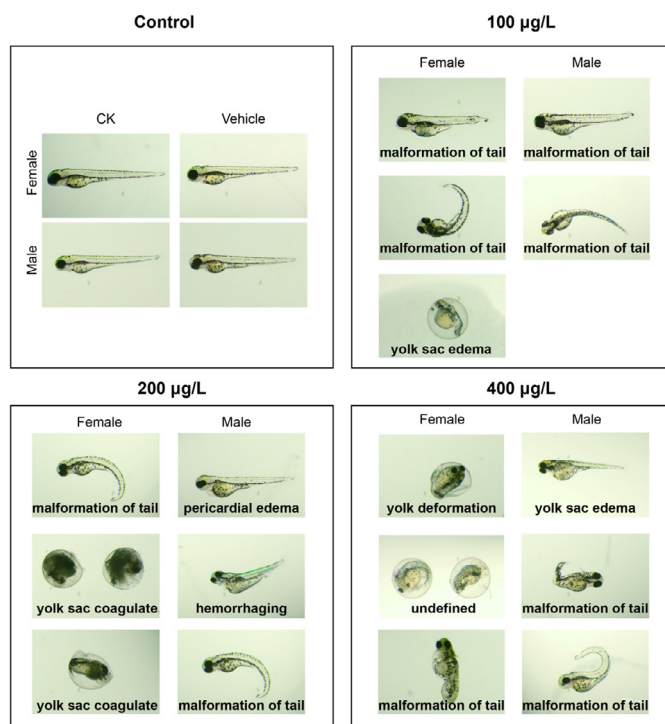 Control
CK
Vehicle
Female
Male
100 µg/L
Female
Male
malformation of tail
malformation of tail
malformation of tail
malformation of tail
yolk sac edema
200 µg/L
Female
Male
malformation of tail
pericardial edema
yolk sac coagulate
hemorrhaging
yolk sac coagulate
malformation of tail
400 µg/L
Female
Male
yolk deformation
yolk sac edema
undefined
malformation of tail
malformation of tail
malformation of tail